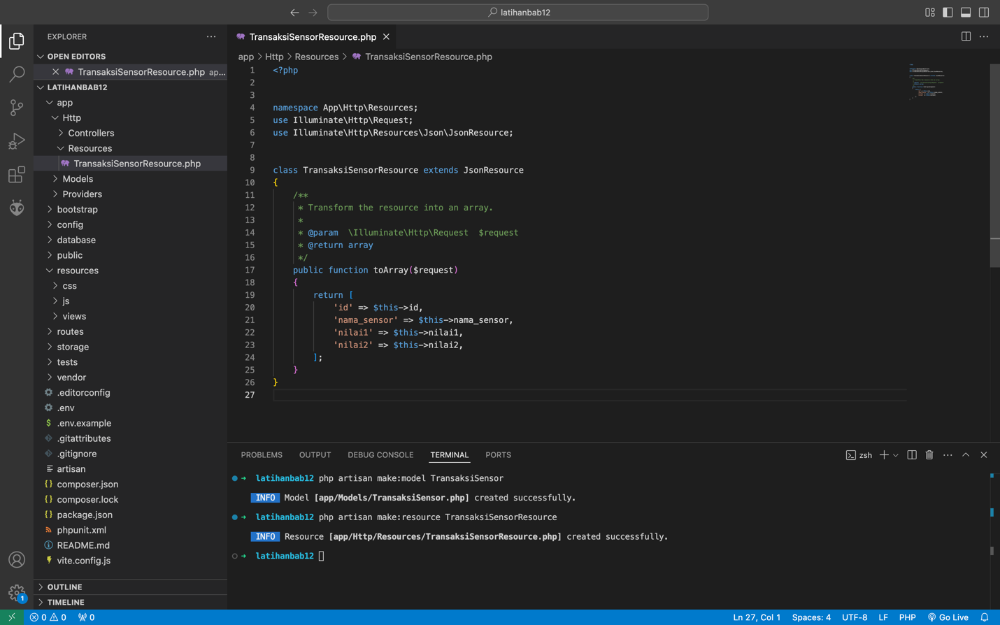 latihanbab12
EXPLORER
OPEN EDITORS
TransaksiSensorResource.php ap...
LATIHANBAB12
app
Http
Controllers
Resources
TransaksiSensorResource.php
Models
Providers
bootstrap
config
database
public
resources
css
js
views
routes
storage
tests
vendor
.editorconfig
.env
.env.example
.gitattributes
.gitignore
artisan
composer.json
composer.lock
package.json
phpunit.xml
README.md
vite.config.js
OUTLINE
TIMELINE
1
TransaksiSensorResource.php
app > Http > Resources > TransaksiSensorResource.php
1 <?php
2
3
4 namespace App\Http\Resources;
5 use Illuminate\Http\Request;
6 use Illuminate\Http\Resources\Json\JsonResource;
7
8
9 class TransaksiSensorResource extends JsonResource
10 {
11 /**
12 * Transform the resource into an array.
13 *
14 * @param \Illuminate\Http\Request $request
15 * @return array
16 */
17 public function toArray($request)
18 {
19 return [
20 'id' => $this->id,
21 'nama_sensor' => $this->nama_sensor,
22 'nilai1' => $this->nilai1,
23 'nilai2' => $this->nilai2,
24 ];
25 }
26 }
27
PROBLEMS OUTPUT DEBUG CONSOLE TERMINAL PORTS zsh
latihanbab12 php artisan make:model TransaksiSensor
INFO Model [app/Models/TransaksiSensor.php] created successfully.
latihanbab12 php artisan make:resource TransaksiSensorResource
INFO Resource [app/Http/Resources/TransaksiSensorResource.php] created successfully.
latihanbab12
0 0 0 Ln 27, Col 1 Spaces: 4 UTF-8 LF PHP Go Live